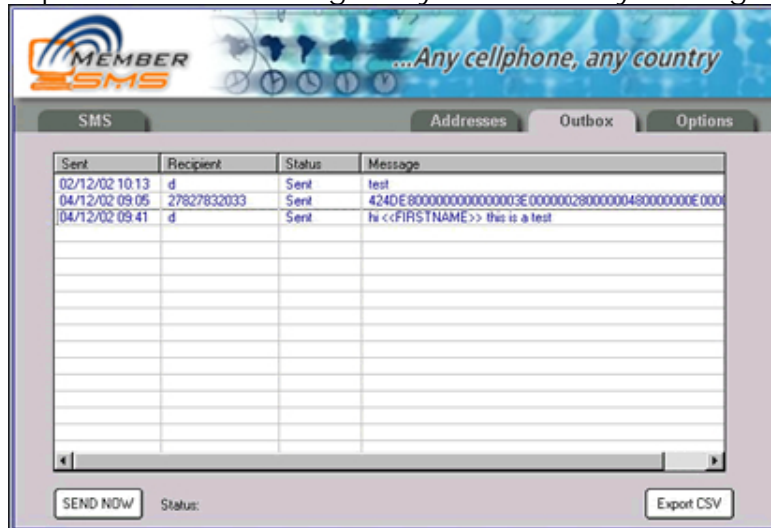 MEMBER
SMS
...Any cellphone, any country
SMS Addresses Outbox Options
Sent Recipient Status Message
02/12/02 10:13 d Sent test
04/12/02 09:05 27827832033 Sent
04/12/02 09:41 d Sent hi <<FIRSTNAME>> this is a test
SEND NOW Status: Export CSV